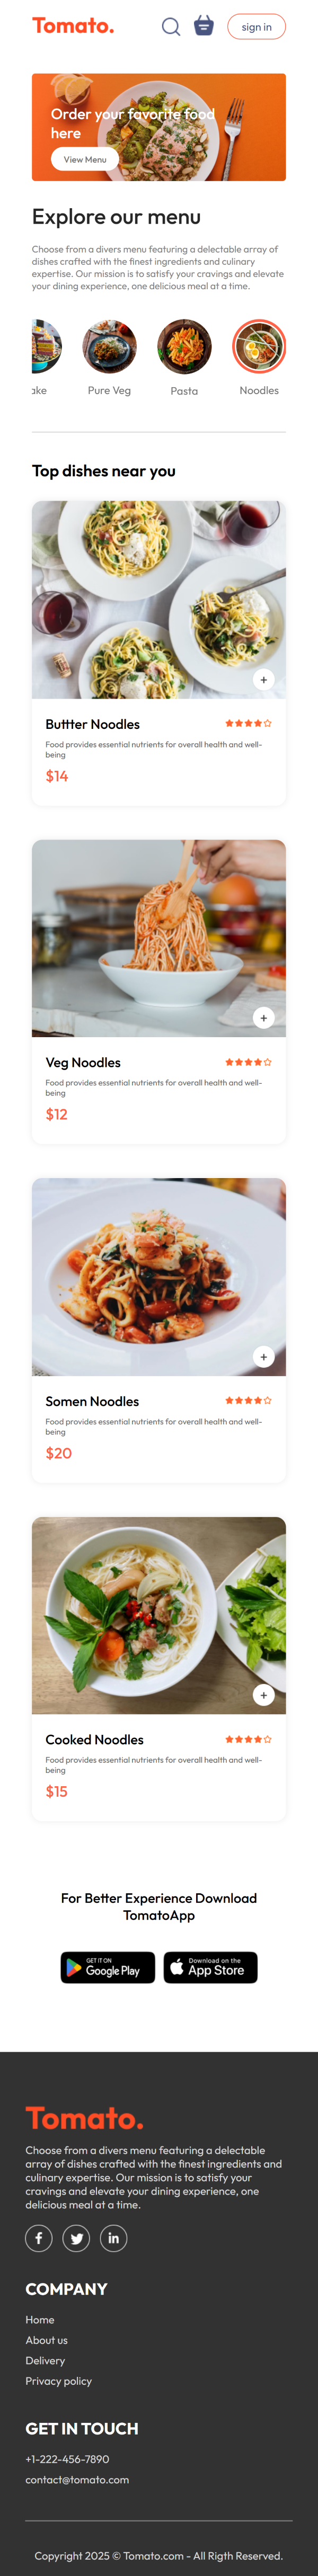 Tomato.
sign in
Order your favorite food
here
View Menu
Explore our menu
Choose from a divers menu featuring a delectable array of
dishes crafted with the finest ingredients and culinary
expertise. Our mission is to satisfy your cravings and elevate
your dining experience, one delicious meal at a time.
ake
Pure Veg
Pasta
Noodles
Top dishes near you
+
Buttter Noodles
Food provides essential nutrients for overall health and well-
being
$14
+
Veg Noodles
Food provides essential nutrients for overall health and well-
being
$12
+
Somen Noodles
Food provides essential nutrients for overall health and well-
being
$20
+
Cooked Noodles
Food provides essential nutrients for overall health and well-
being
$15
For Better Experience Download
TomatoApp
GET IT ON
Google Play
Download on the
App Store
Tomato.
Choose from a divers menu featuring a delectable
array of dishes crafted with the finest ingredients and
culinary expertise. Our mission is to satisfy your
cravings and elevate your dining experience, one
delicious meal at a time.
f
in
COMPANY
Home
About us
Delivery
Privacy policy
GET IN TOUCH
+1-222-456-7890
contact@tomato.com
Copyright 2025 © Tomato.com - All Rigth Reserved.